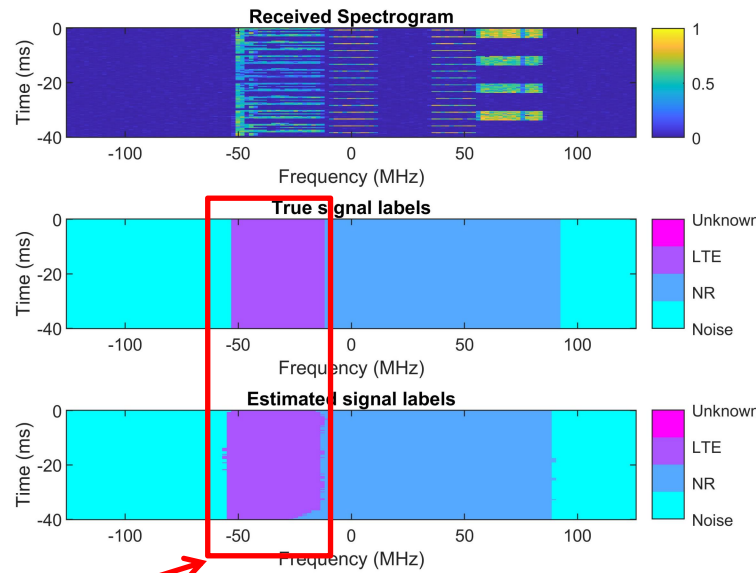 Received Spectrogram
Time (ms)
0
-20
-40
-100
-50
0
50
100
Frequency (MHz)
1
0.5
0
True signal labels
Time (ms)
0
-20
-40
-100
-50
0
50
100
Frequency (MHz)
Unknown
LTE
NR
Noise
Estimated signal labels
Time (ms)
0
-20
-40
-100
-50
0
50
100
Frequency (MHz)
Unknown
LTE
NR
Noise